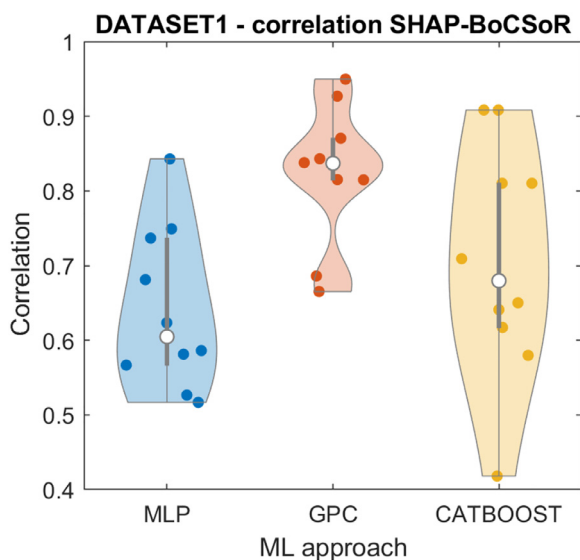 DATASET1 - correlation SHAP-BoCSoR
1
0.9
0.8
0.7
0.6
0.5
0.4
Correlation
MLP GPC CATBOOST
ML approach